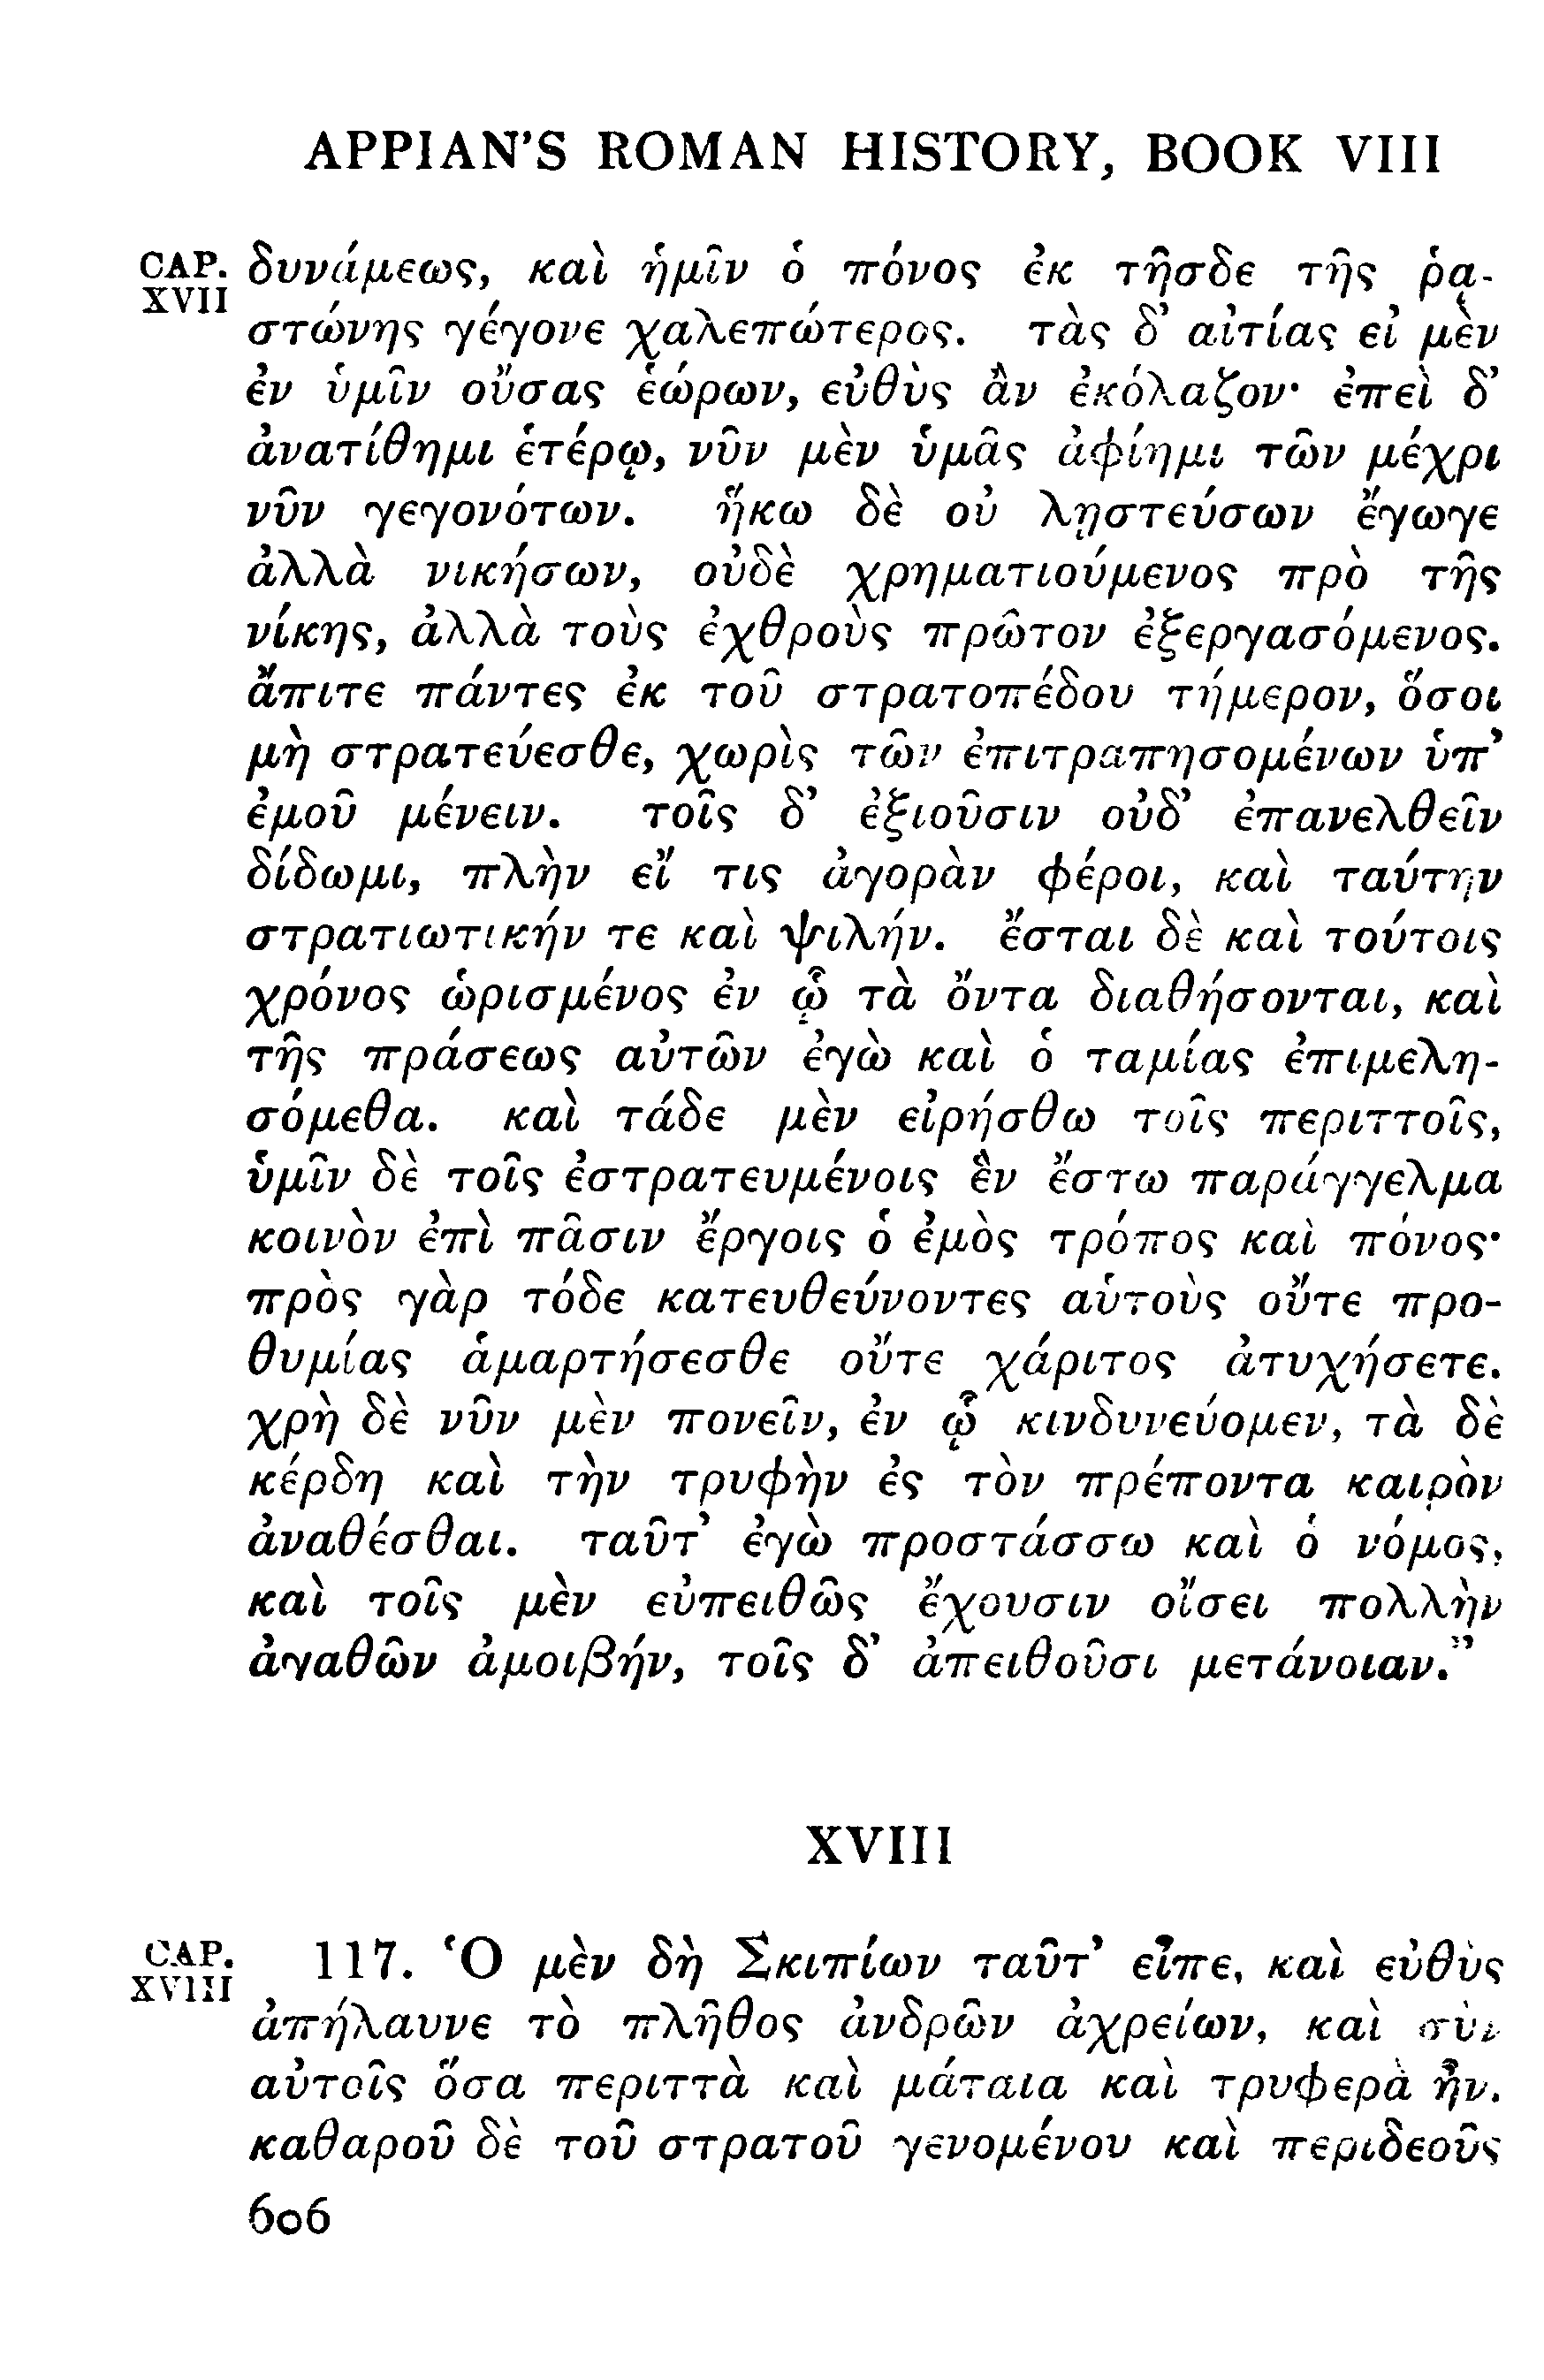 APPIAN'S ROMAN HISTORY, BOOK VIII
CAP. XVII
δυνάμεως, καὶ ἡμῖν ὁ πόνος ἐκ τῆσδε τῆς ῥᾳ-
στώνης γέγονε χαλεπώτερος. τὰς δ' αἰτίας εἰ μὲν
ἐν ὑμῖν οὔσας ἑώρων, εὐθὺς ἂν ἐκόλαζον· ἐπεὶ δ'
ἀνατίθημι ἑτέρῳ, νῦν μὲν ὑμᾶς ἀφίημι τῶν μέχρι
νῦν γεγονότων. ἥκω δὲ οὐ λῃστεύσων ἔγωγε
ἀλλὰ νικήσων, οὐδὲ χρηματιούμενος πρὸ τῆς
νίκης, ἀλλὰ τοὺς ἐχθροὺς πρῶτον ἐξεργασόμενος.
ἄπιτε πάντες ἐκ τοῦ στρατοπέδου τήμερον, ὅσοι
μὴ στρατεύεσθε, χωρὶς τῶν ἐπιτραπησομένων ὑπ'
ἐμοῦ μένειν. τοῖς δ' ἐξιοῦσιν οὐδ' ἐπανελθεῖν
δίδωμι, πλὴν εἴ τις ἀγορὰν φέροι, καὶ ταύτην
στρατιωτικήν τε καὶ ψιλήν. ἔσται δὲ καὶ τούτοις
χρόνος ὡρισμένος ἐν ᾧ τὰ ὄντα διαθήσονται, καὶ
τῆς πράσεως αὐτῶν ἐγὼ καὶ ὁ ταμίας ἐπιμελη-
σόμεθα. καὶ τάδε μὲν εἰρήσθω τοῖς περιττοῖς,
ὑμῖν δὲ τοῖς ἐστρατευμένοις ἓν ἔστω παράγγελμα
κοινὸν ἐπὶ πᾶσιν ἔργοις ὁ ἐμὸς τρόπος καὶ πόνος·
πρὸς γὰρ τόδε κατευθεύνοντες αὑτοὺς οὔτε προ-
θυμίας ἁμαρτήσεσθε οὔτε χάριτος ἀτυχήσετε.
χρὴ δὲ νῦν μὲν πονεῖν, ἐν ᾧ κινδυνεύομεν, τὰ δὲ
κέρδη καὶ τὴν τρυφὴν ἐς τὸν πρέποντα καιρὸν
ἀναθέσθαι. ταῦτ' ἐγὼ προστάσσω καὶ ὁ νόμος,
καὶ τοῖς μὲν εὐπειθῶς ἔχουσιν οἴσει πολλὴν
ἀγαθῶν ἀμοιβήν, τοῖς δ' ἀπειθοῦσι μετάνοιαν."
XVIII
CAP. XVIII
117. Ὁ μὲν δὴ Σκιπίων ταῦτ' εἶπε, καὶ εὐθὺς
ἀπήλαυνε τὸ πλῆθος ἀνδρῶν ἀχρείων, καὶ σὺν
αὐτοῖς ὅσα περιττὰ καὶ μάταια καὶ τρυφερὰ ἦν.
καθαροῦ δὲ τοῦ στρατοῦ γενομένου καὶ περιδεοῦς
606